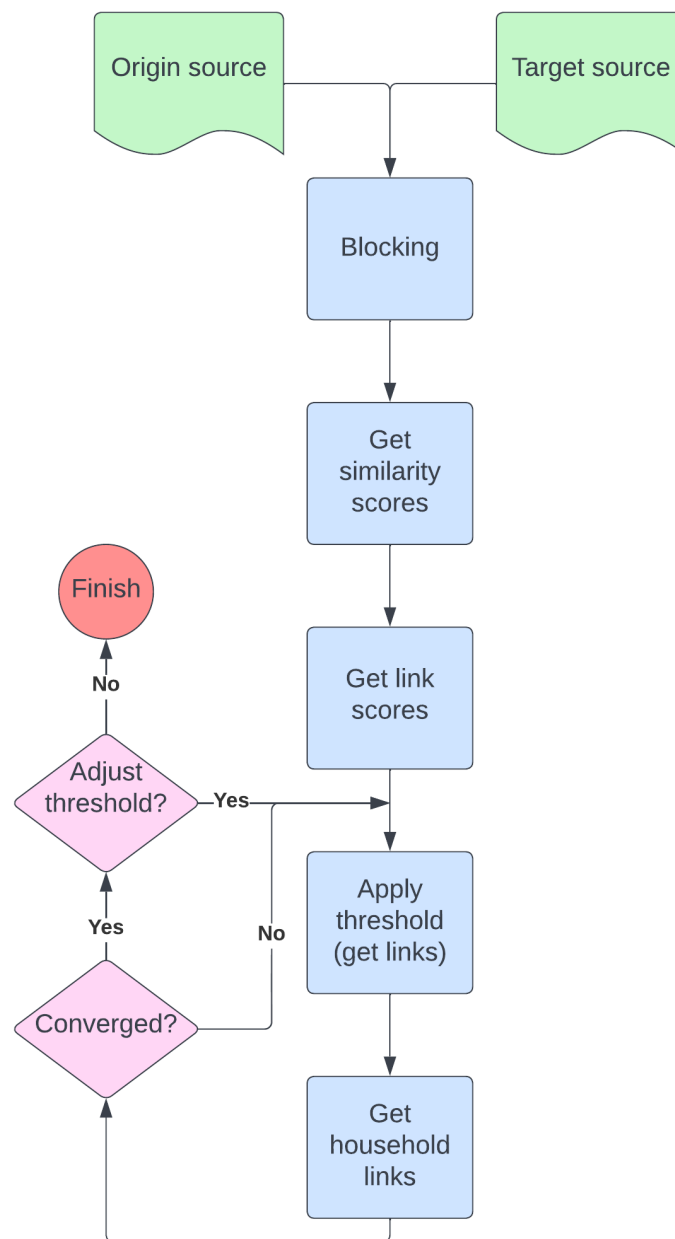 Origin source
Target source
Blocking
Get
similarity
scores
Finish
No
Get link
scores
Adjust
threshold?
Yes
Apply
threshold
(get links)
Yes
No
Converged?
Get
household
links